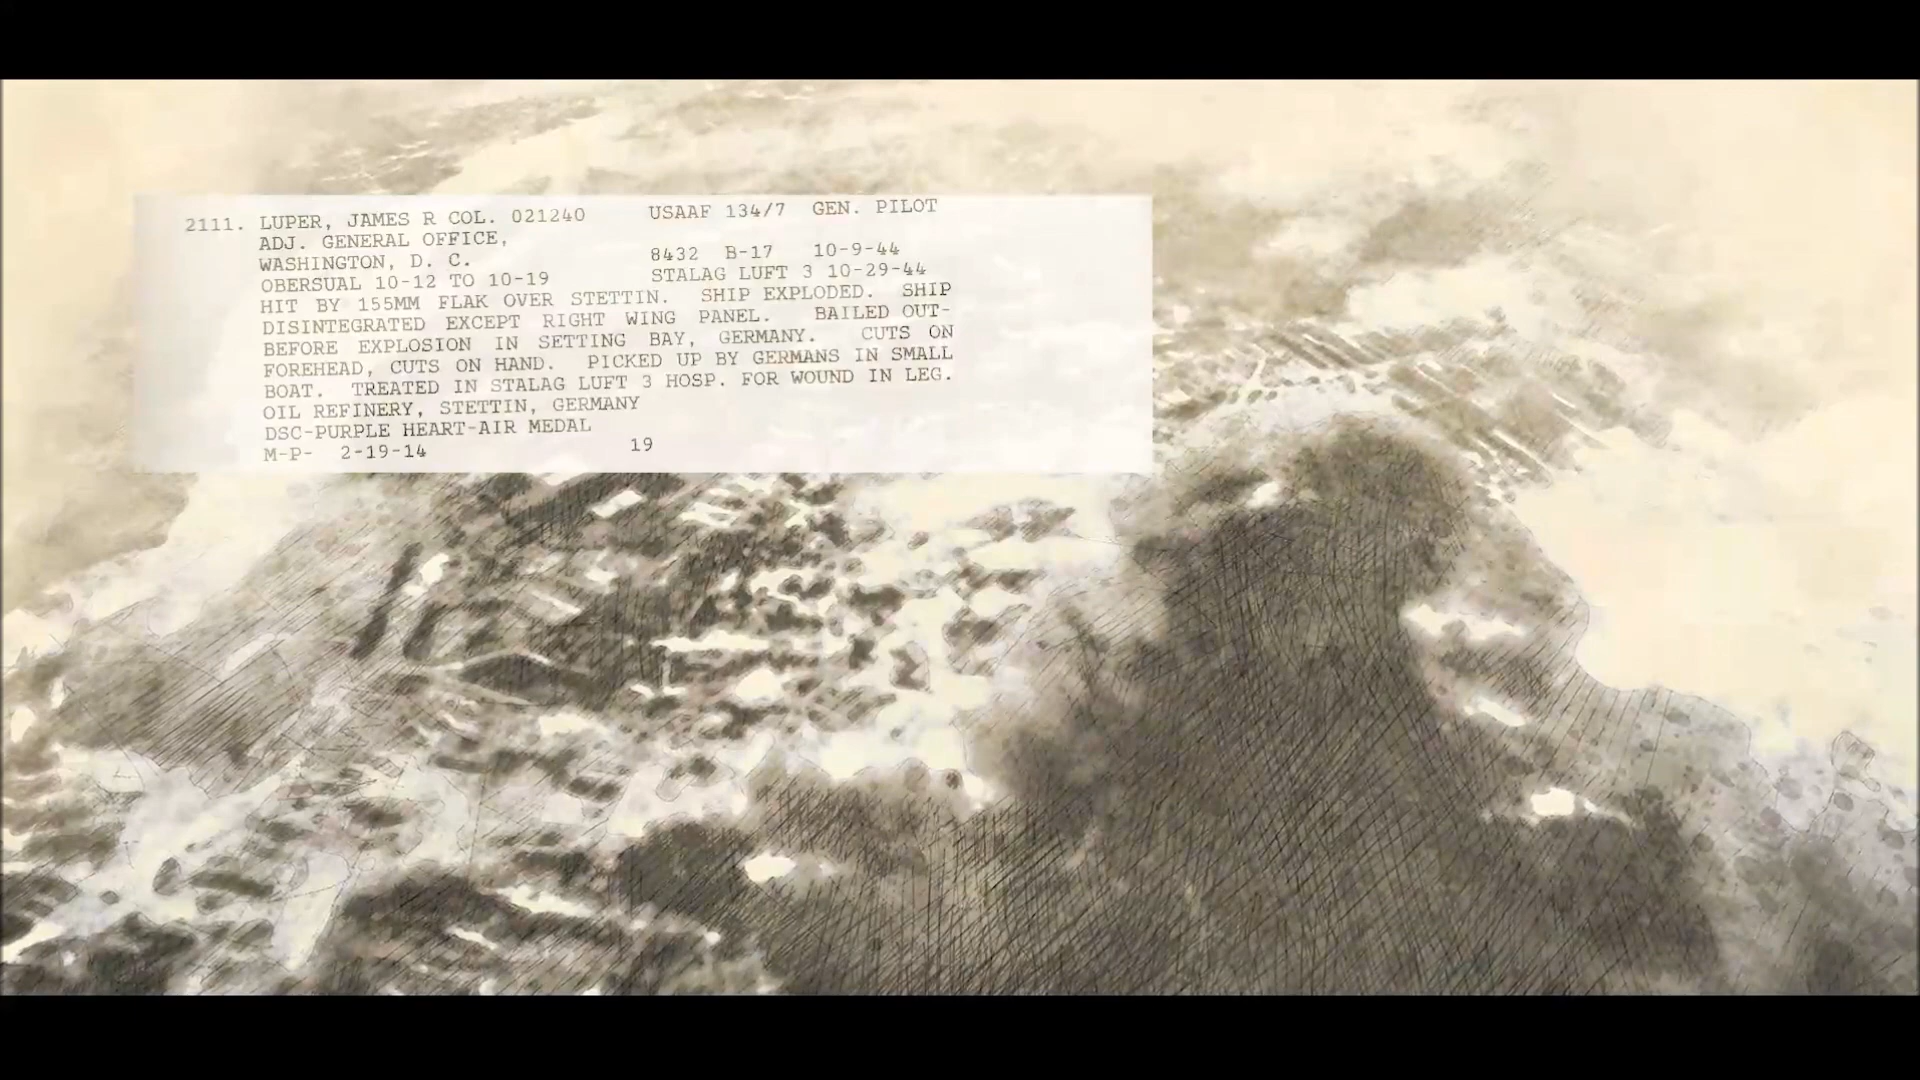 2111. LUPER, JAMES R COL. 021240 USAAF 134/7 GEN. PILOT
ADJ. GENERAL OFFICE,
WASHINGTON, D. C. 8432 B-17 10-9-44
OBERSUAL 10-12 TO 10-19 STALAG LUFT 3 10-29-44
HIT BY 155MM FLAK OVER STETTIN. SHIP EXPLODED. SHIP
DISINTEGRATED EXCEPT RIGHT WING PANEL. BAILED OUT-
BEFORE EXPLOSION IN SETTING BAY, GERMANY. CUTS ON
FOREHEAD, CUTS ON HAND. PICKED UP BY GERMANS IN SMALL
BOAT. TREATED IN STALAG LUFT 3 HOSP. FOR WOUND IN LEG.
OIL REFINERY, STETTIN, GERMANY
DSC-PURPLE HEART-AIR MEDAL
M-P- 2-19-14 19